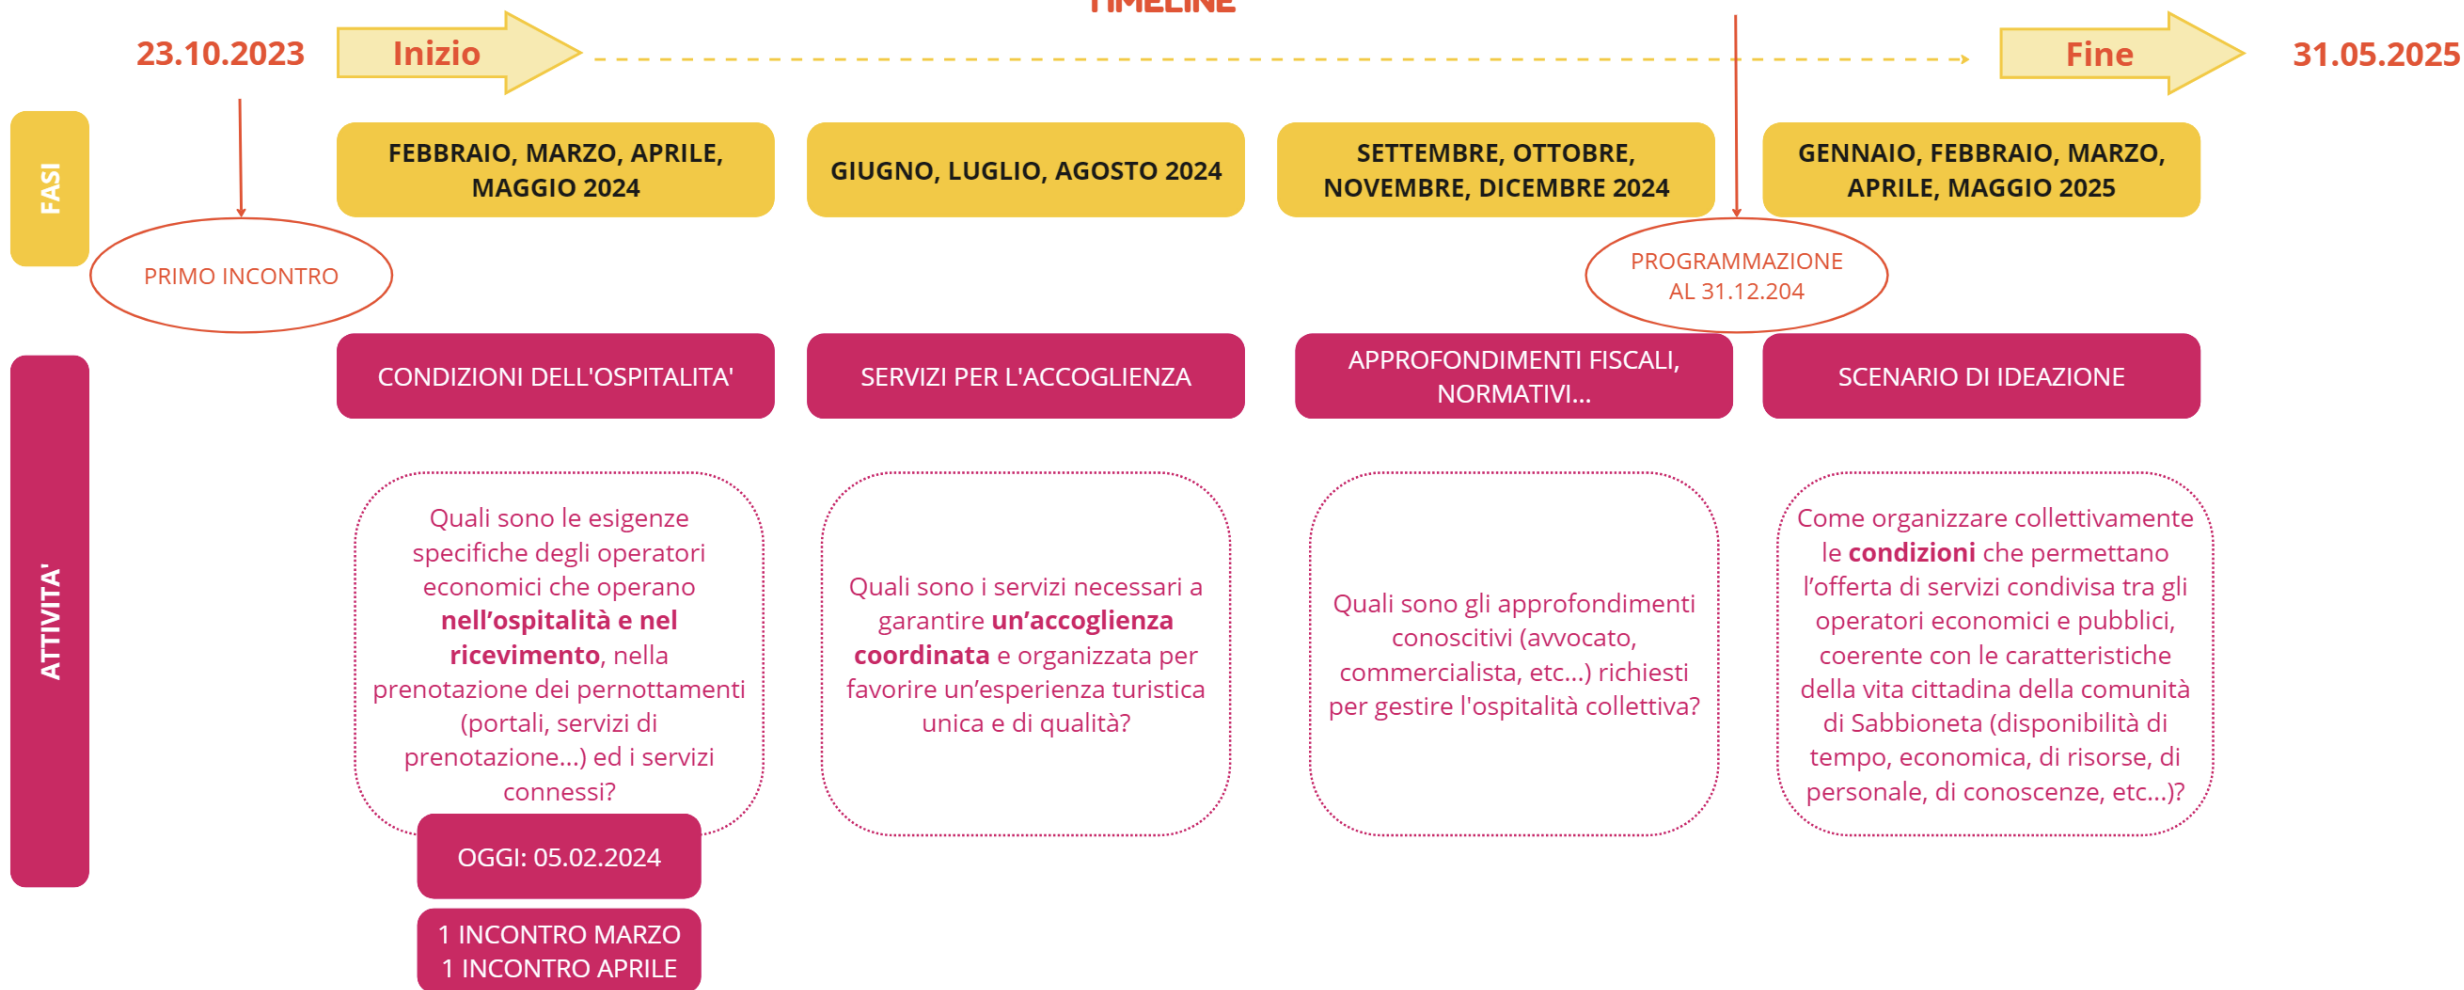 TIMELINE
23.10.2023
Inizio
Fine
31.05.2025
FASI
FEBBRAIO, MARZO, APRILE,
MAGGIO 2024
GIUGNO, LUGLIO, AGOSTO 2024
SETTEMBRE, OTTOBRE,
NOVEMBRE, DICEMBRE 2024
GENNAIO, FEBBRAIO, MARZO,
APRILE, MAGGIO 2025
PRIMO INCONTRO
PROGRAMMAZIONE
AL 31.12.204
ATTIVITA'
CONDIZIONI DELL'OSPITALITA'
SERVIZI PER L'ACCOGLIENZA
APPROFONDIMENTI FISCALI,
NORMATIVI...
SCENARIO DI IDEAZIONE
Quali sono le esigenze
specifiche degli operatori
economici che operano
nell’ospitalità e nel
ricevimento, nella
prenotazione dei pernottamenti
(portali, servizi di
prenotazione...) ed i servizi
connessi?
Quali sono i servizi necessari a
garantire un’accoglienza
coordinata e organizzata per
favorire un’esperienza turistica
unica e di qualità?
Quali sono gli approfondimenti
conoscitivi (avvocato,
commercialista, etc...) richiesti
per gestire l'ospitalità collettiva?
Come organizzare collettivamente
le condizioni che permettano
l’offerta di servizi condivisa tra gli
operatori economici e pubblici,
coerente con le caratteristiche
della vita cittadina della comunità
di Sabbioneta (disponibilità di
tempo, economica, di risorse, di
personale, di conoscenze, etc...)?
OGGI: 05.02.2024
1 INCONTRO MARZO
1 INCONTRO APRILE